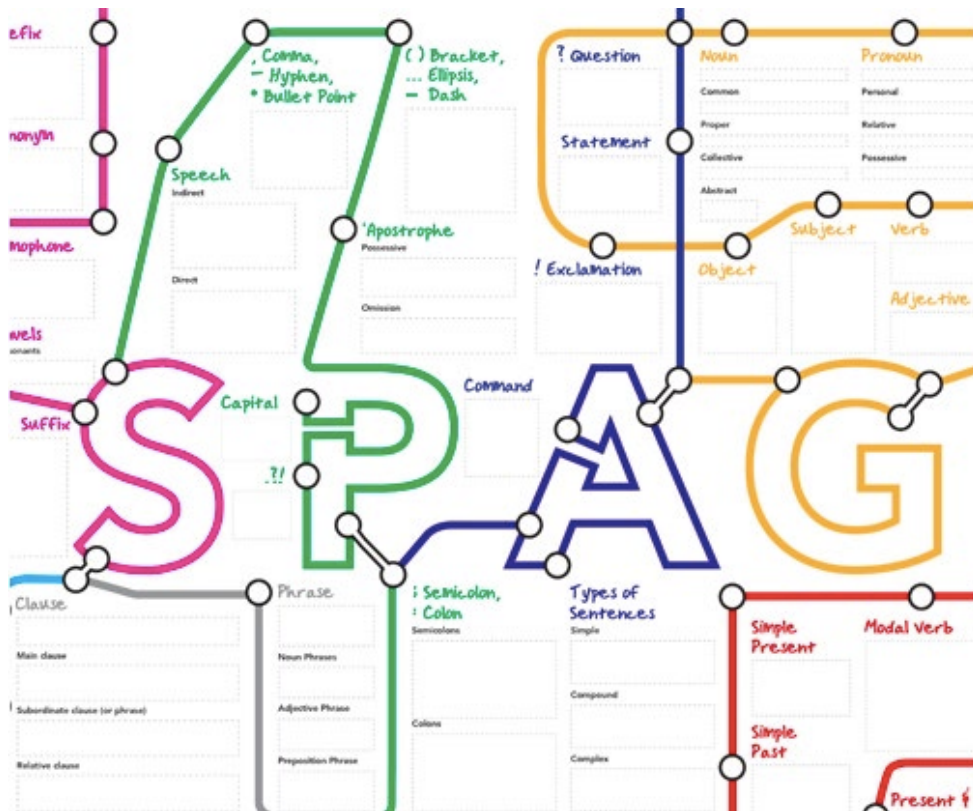 efix
nonym
mophone
wels
onants
Suffix
, Comma,
- Hyphen,
• Bullet Point
( ) Bracket,
... Ellipsis,
– Dash
Speech
Indirect
Direct
'Apostrophe
Possessive
Omission
Capital
.?!
? Question
Statement
! Exclamation
Command
Noun
Common
Proper
Collective
Abstract
Pronoun
Personal
Relative
Possessive
Object
Subject
Verb
Adjective
SPAG
Clause
Main clause
Subordinate clause (or phrase)
Relative clause
Phrase
Noun Phrases
Adjective Phrase
Preposition Phrase
; Semicolon,
: Colon
Semicolons
Colons
Types of
Sentences
Simple
Compound
Complex
Simple
Present
Simple
Past
Modal Verb
Present &